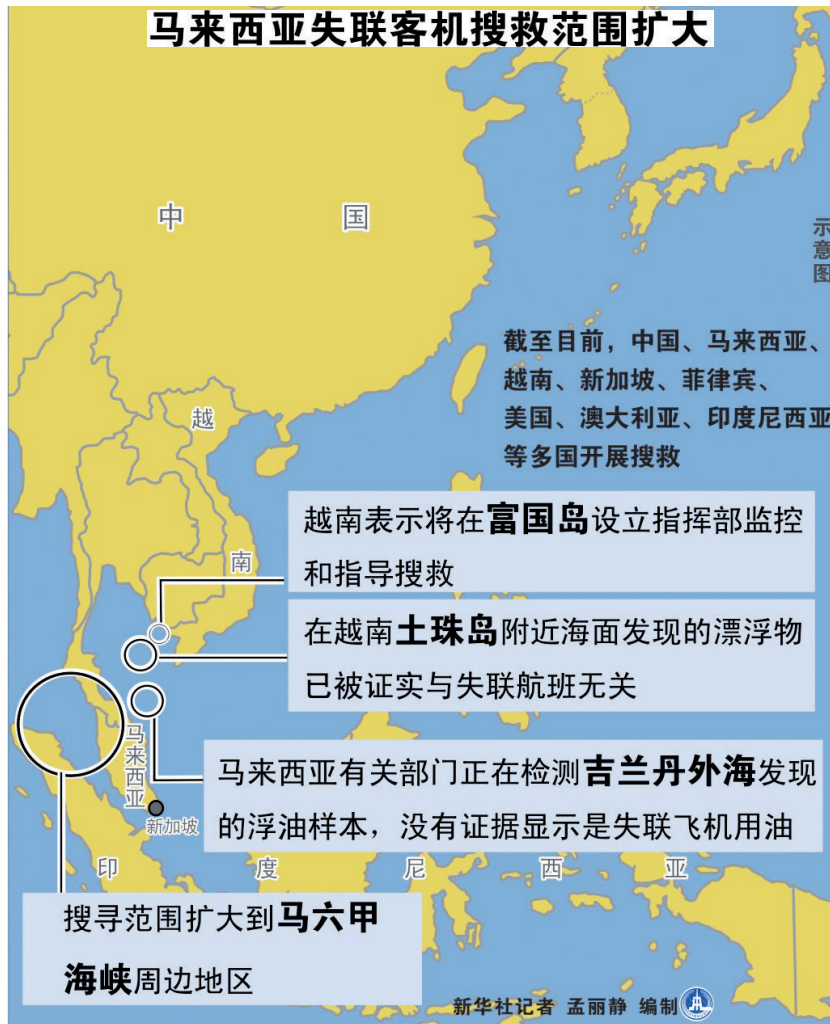 马来西亚失联客机搜救范围扩大
中 国
示意图
截至目前，中国、马来西亚、
越南、新加坡、菲律宾、
美国、澳大利亚、印度尼西亚
等多国开展搜救
越
南
越南表示将在富国岛设立指挥部监控
和指导搜救
在越南土珠岛附近海面发现的漂浮物
已被证实与失联航班无关
马来西亚
新加坡
马来西亚有关部门正在检测吉兰丹外海发现
的浮油样本，没有证据显示是失联飞机用油
印 度 尼 西 亚
搜寻范围扩大到马六甲
海峡周边地区
新华社记者 孟丽静 编制